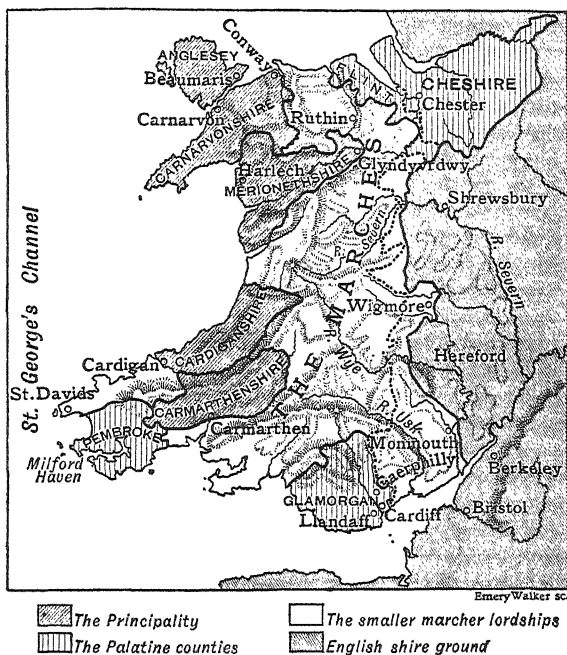 Conway
ANGLESEY
Beaumaris
FLINT
CHESHIRE
Chester
Carnarvon
CARNARVONSHIRE
Ruthin
Harlech
Glyndyvrdwy
MERIONETHSHIRE
Shrewsbury
R. Severn
R. Severn
St. George's Channel
THE MARCHES
Wigmore
CARDIGANSHIRE
Cardigan
R. Wye
Hereford
St. Davids
CARMARTHENSHIRE
R. Usk
PEMBROKE
Carmarthen
Monmouth
Milford
Haven
Caerphilly
Berkeley
GLAMORGAN
Llandaff
Cardiff
Bristol
Emery Walker sc.
The Principality
The smaller marcher lordships
The Palatine counties
English shire ground